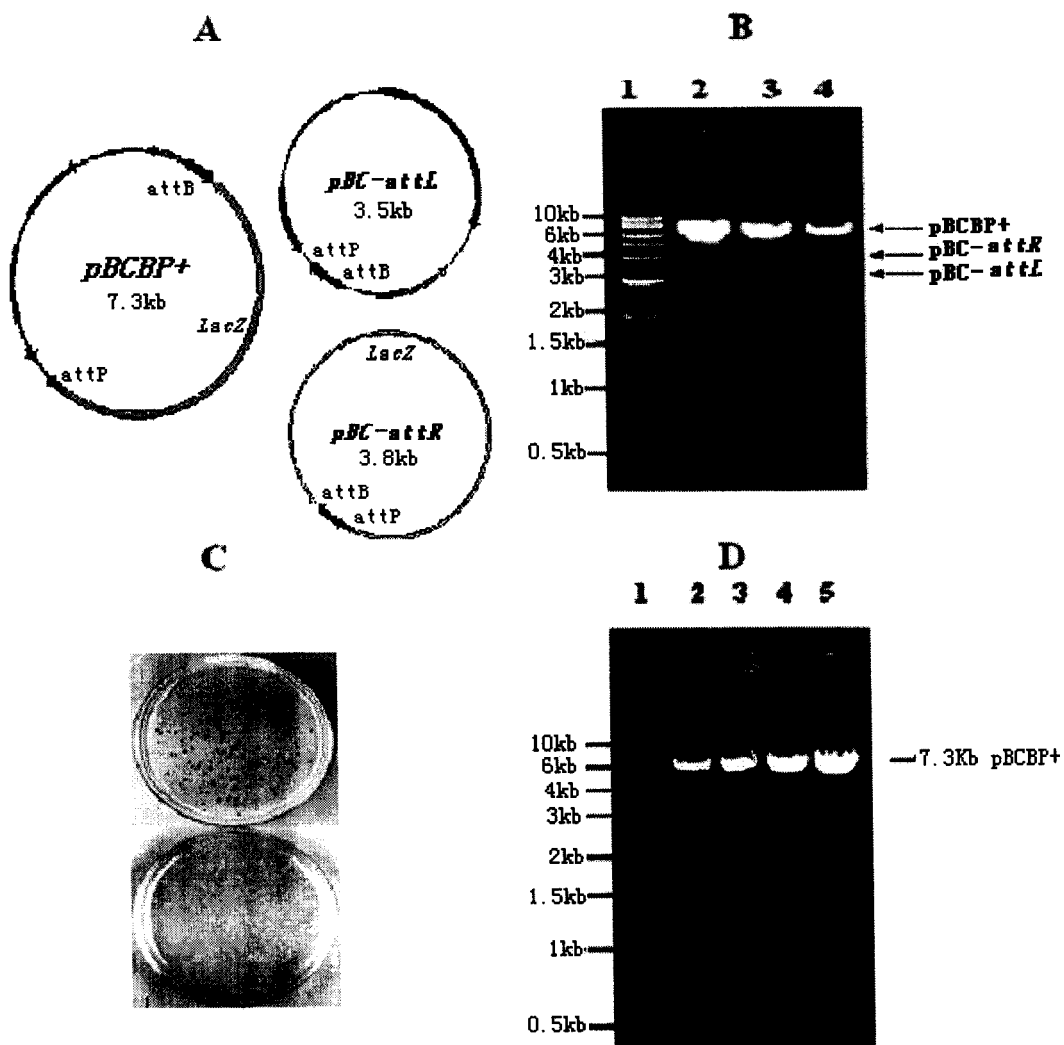 A
attB
pBCBP+
7.3kb
lacZ
attP
pBC-attL
3.5kb
attP
attB
lacZ
pBC-attR
3.8kb
attB
attP
B
1 2 3 4
10kb
6kb
4kb
3kb
2kb
1.5kb
1kb
0.5kb
pBCBP+
pBC-attR
pBC-attL
C
D
1 2 3 4 5
10kb
6kb
4kb
3kb
2kb
1.5kb
1kb
0.5kb
7.3Kb pBCBP+